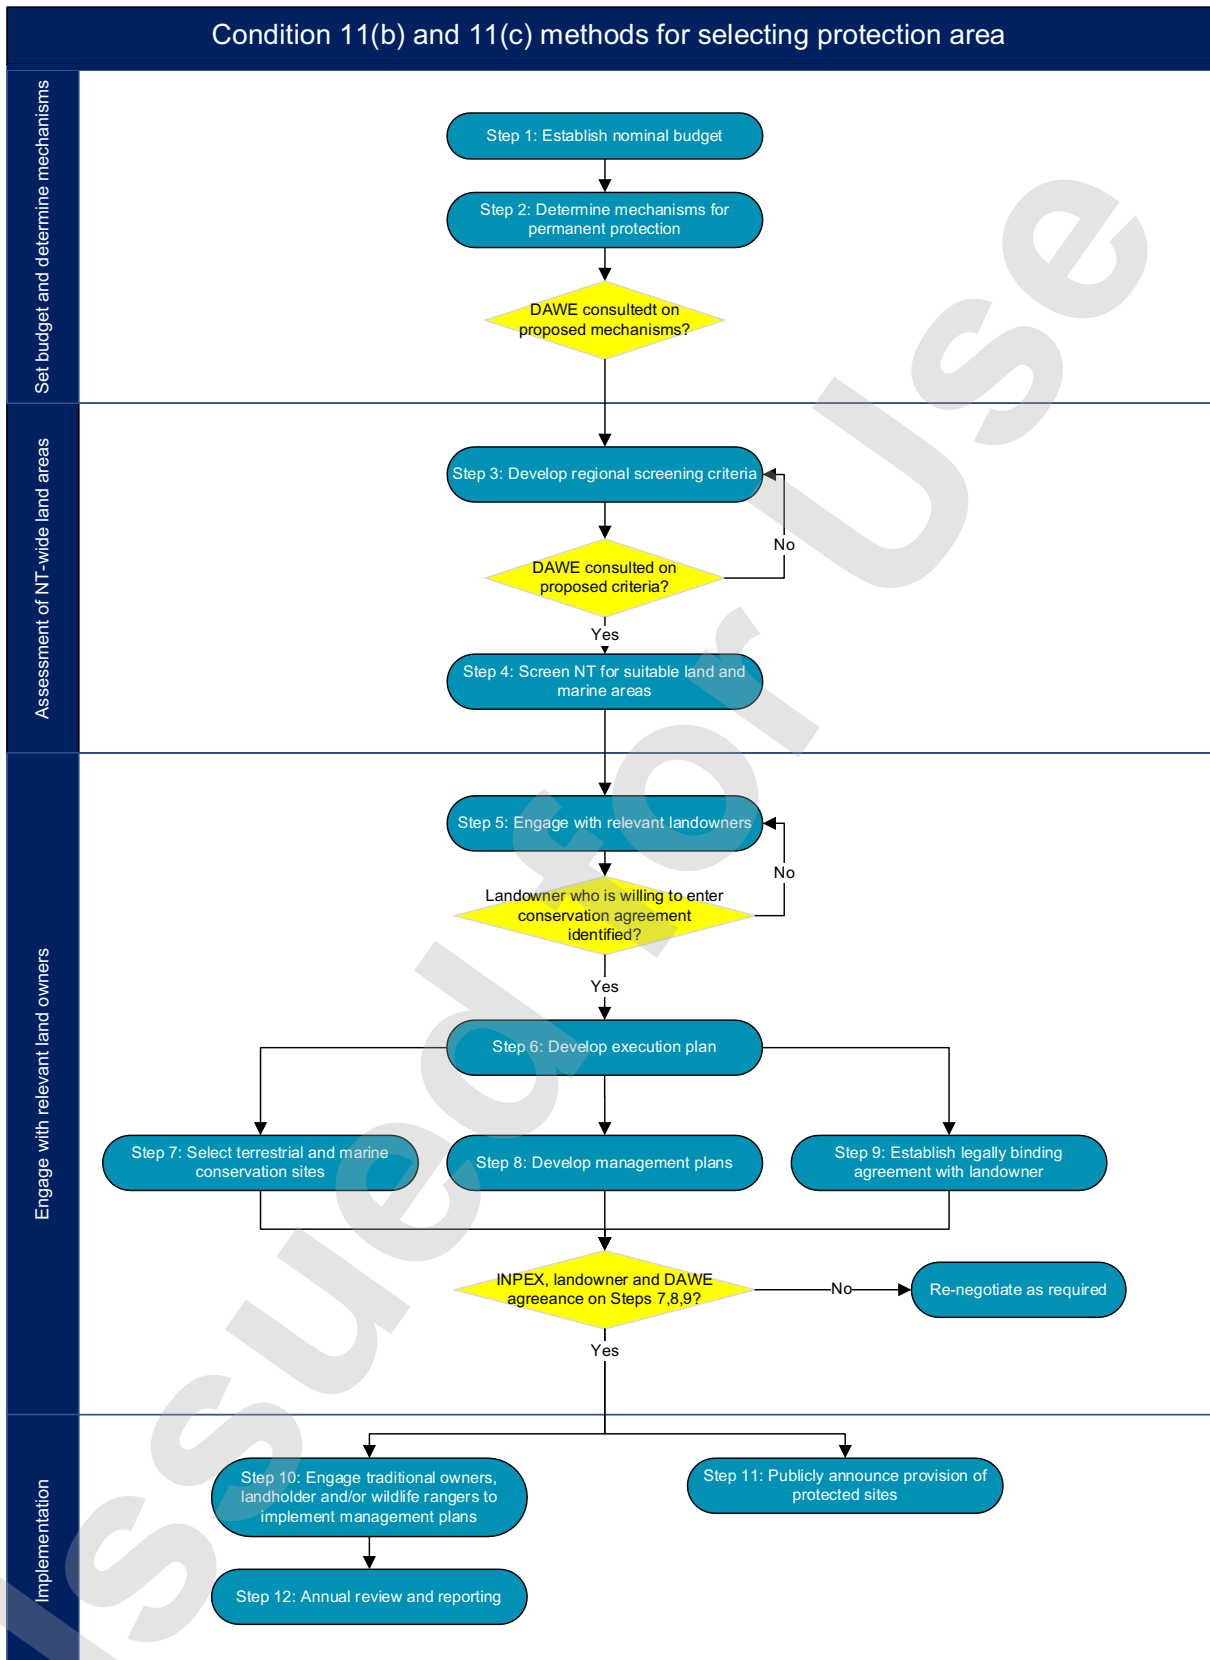 Condition 11(b) and 11(c) methods for selecting protection area
Set budget and determine mechanisms
Step 1: Establish nominal budget
Step 2: Determine mechanisms for
permanent protection
DAWE consultedt on
proposed mechanisms?
Assessment of NT-wide land areas
Step 3: Develop regional screening criteria
No
DAWE consulted on
proposed criteria?
Yes
Step 4: Screen NT for suitable land and
marine areas
Engage with relevant land owners
Step 5: Engage with relevant landowners
No
Landowner who is willing to enter
conservation agreement
identified?
Yes
Step 6: Develop execution plan
Step 7: Select terrestrial and marine
conservation sites
Step 8: Develop management plans
Step 9: Establish legally binding
agreement with landowner
INPEX, landowner and DAWE
agreeance on Steps 7,8,9?
No
Re-negotiate as required
Yes
Implementation
Step 10: Engage traditional owners,
landholder and/or wildlife rangers to
implement management plans
Step 11: Publicly announce provision of
protected sites
Step 12: Annual review and reporting
Issued for Use